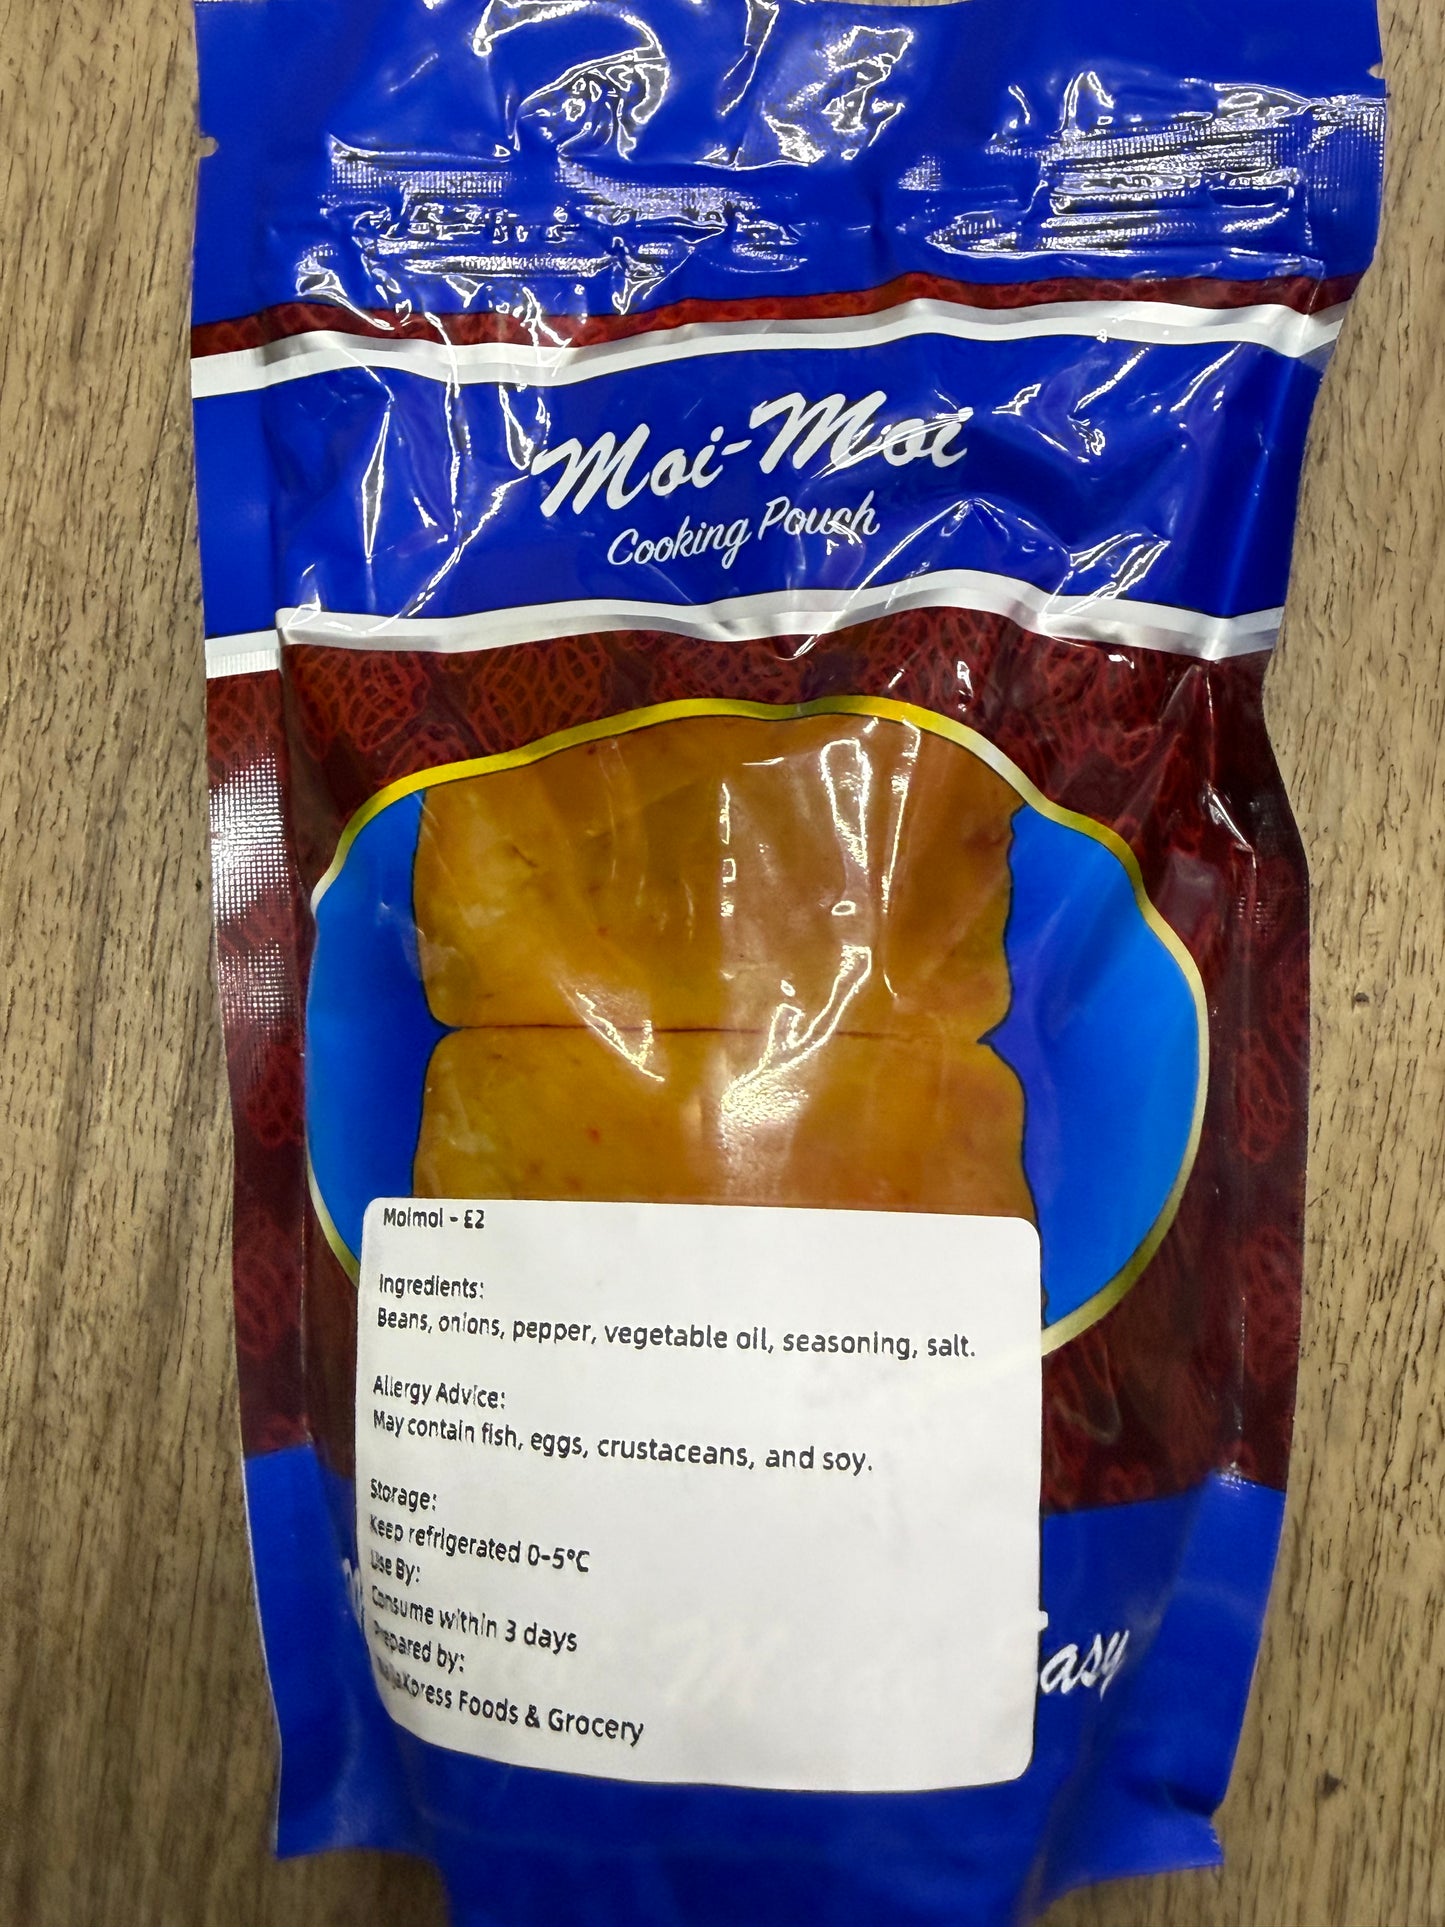 Moi-Moi
Cooking Pouch
Moimoi - £2
Ingredients:
Beans, onions, pepper, vegetable oil, seasoning, salt.
Allergy Advice:
May contain fish, eggs, crustaceans, and soy.
Storage:
Keep refrigerated 0-5°C
Use By:
Consume within 3 days
Prepared by:
Foods & Grocery